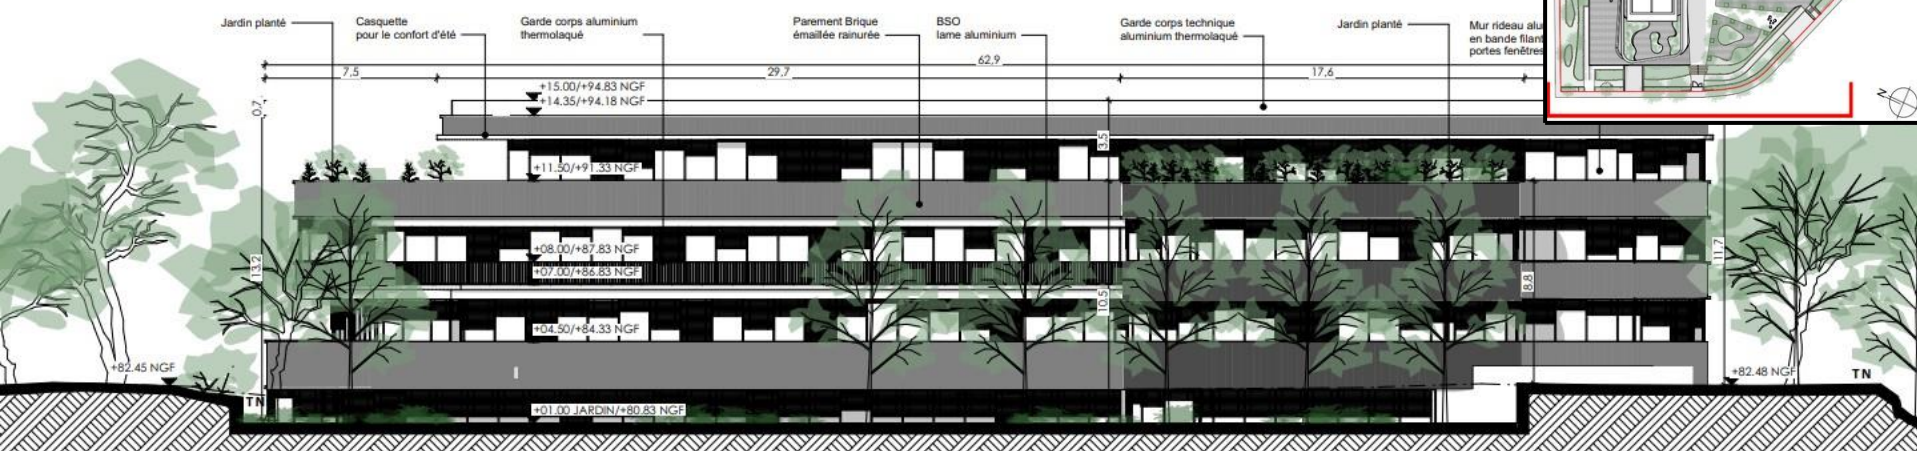 Jardin planté
Casquette
pour le confort d'été
Garde corps aluminium
thermolaqué
Parement Brique
émaillée rainurée
BSO
lame aluminium
Garde corps technique
aluminium thermolaqué
Jardin planté
Mur rideau alu
en bande filant
portes fenêtres
62,9
7,5
29,7
17,6
+15.00/+94.83 NGF
+14.35/+94.18 NGF
0,7
3,5
+11.50/+91.33 NGF
+08.00/+87.83 NGF
+07.00/+86.83 NGF
13,2
11,7
8,8
10,5
+04.50/+84.33 NGF
+82.45 NGF
+82.48 NGF
TN
TN
+01.00 JARDIN/+80.83 NGF
N